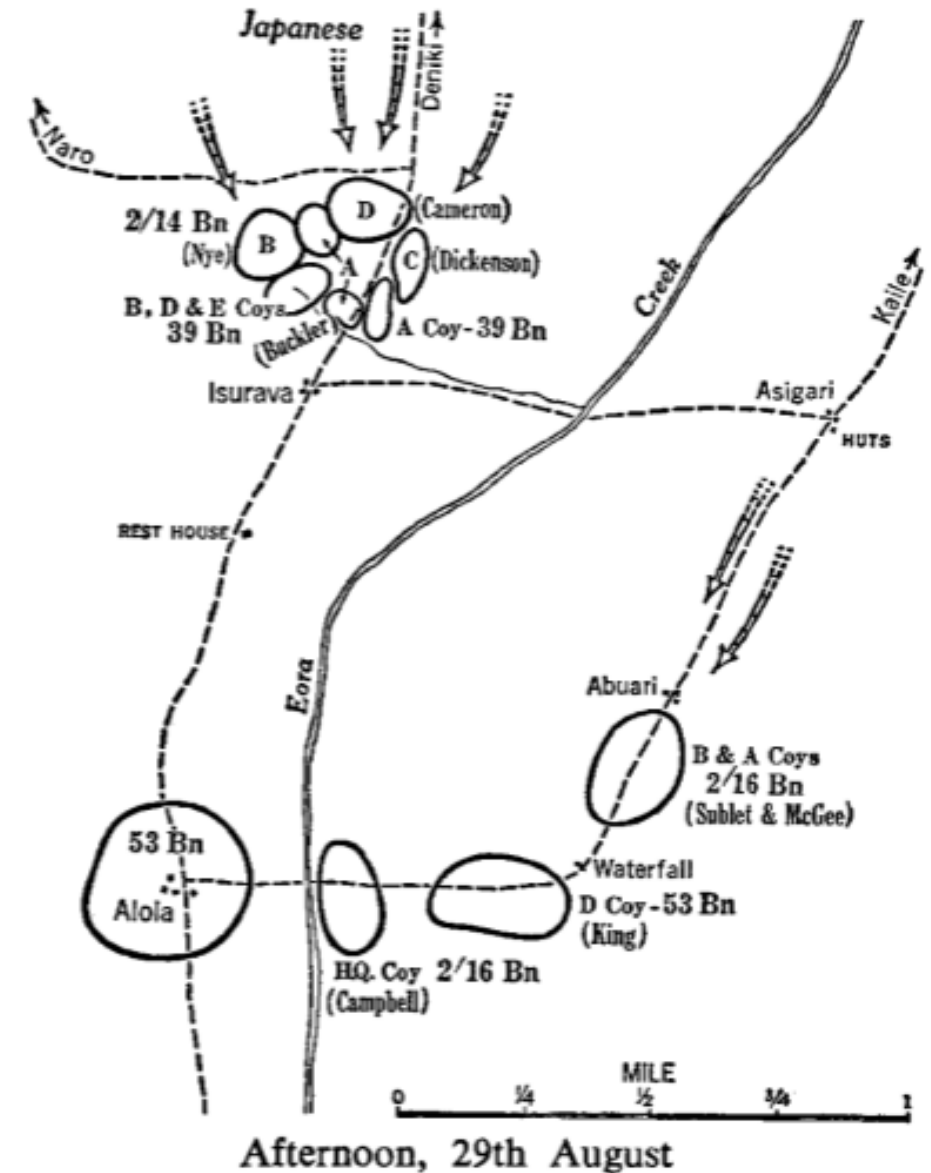 Japanese
Deniki
Naro
2/14 Bn
(Nye)
B
D
(Cameron)
A
C
(Dickenson)
B, D & E Coys
39 Bn
(Buckler)
A Coy-39 Bn
Creek
Kaile
Isurava
Asigari
HUTS
REST HOUSE
Eora
Abuari
B & A Coys
2/16 Bn
(Sublet & McGee)
53 Bn
Alola
Waterfall
D Coy-53 Bn
(King)
H.Q. Coy 2/16 Bn
(Campbell)
MILE
0 1/4 1/2 3/4 1
Afternoon, 29th August